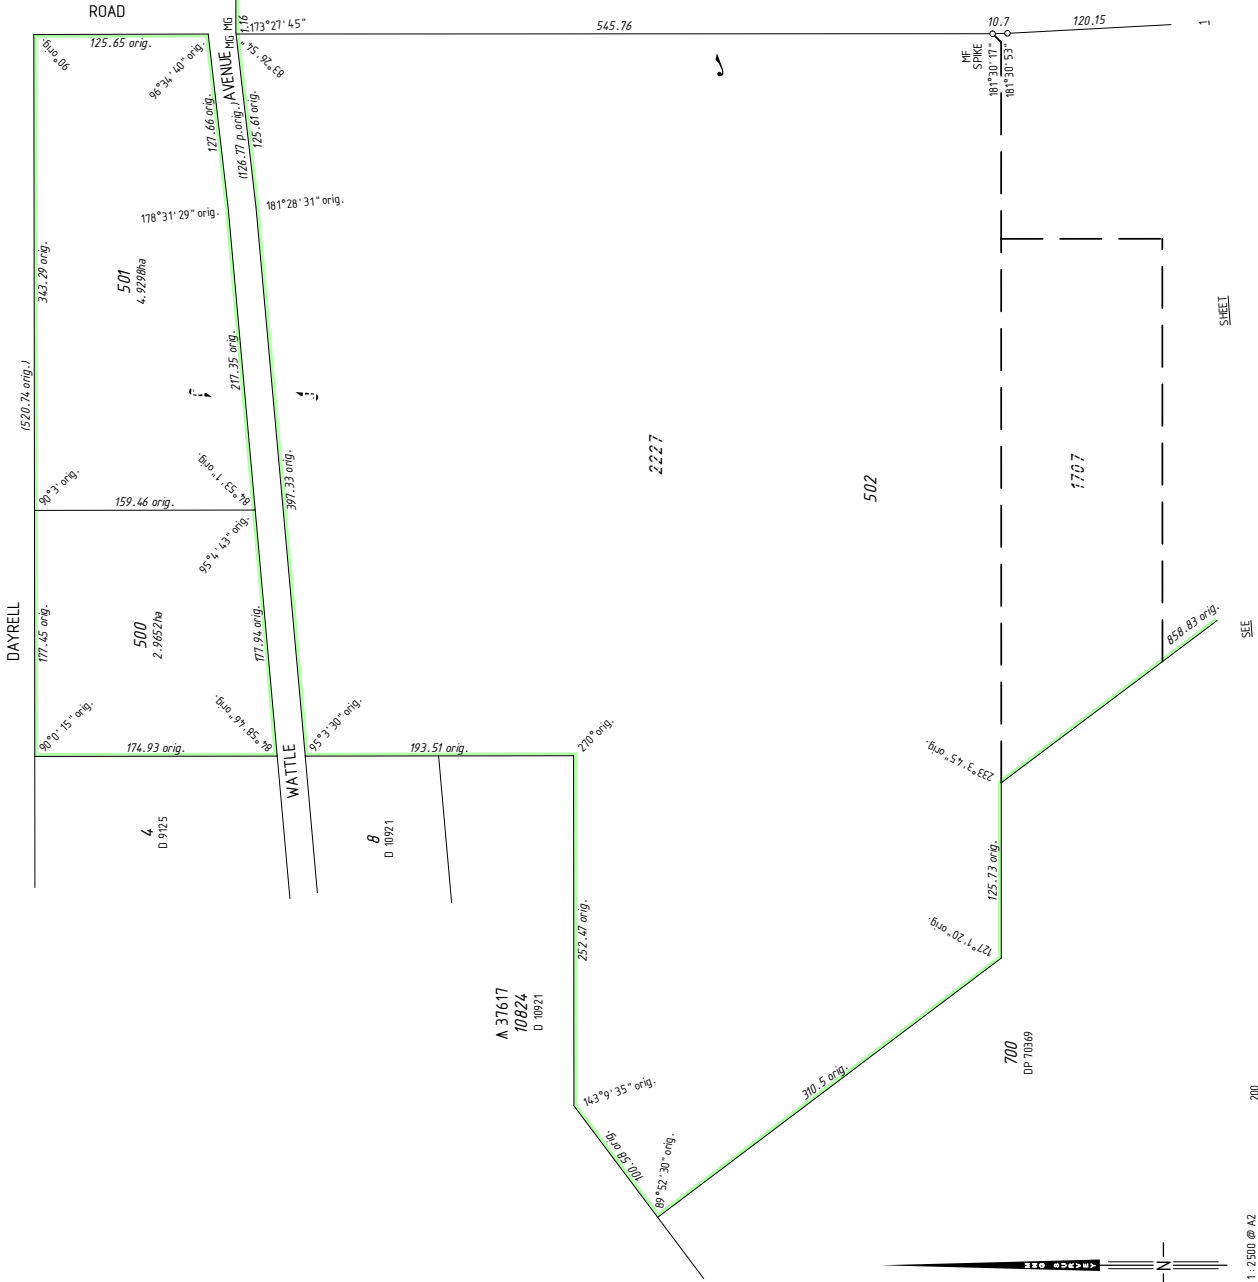 ROAD
125.65 orig.
90° orig.
96°34'40" orig.
MG MG
1.16
173°27'45"
83°26'54"
545.76
10.7
120.15
1
MF
SPIKE
181°30'17"
181°30'53"
AVENUE
127.66 orig.
(126.77 p.orig.)
125.61 orig.
178°31'29" orig.
181°28'31" orig.
343.29 orig.
501
4.9298ha
SHEET
(520.74 orig.)
217.35 orig.
2227
502
1707
90°3' orig.
84°53'1" orig.
159.46 orig.
397.33 orig.
95°4'43" orig.
DAYRELL
177.45 orig.
500
2.9652ha
177.94 orig.
858.83 orig.
SEE
90°0'15" orig.
84°58'46" orig.
95°3'30" orig.
270° orig.
174.93 orig.
193.51 orig.
WATTLE
233°3'45" orig.
4
D 9125
8
D 10921
125.73 orig.
252.47 orig.
127°1'20" orig.
A 37617
10824
D 10921
700
DP 70369
143°9'35" orig.
310.5 orig.
100.58 orig.
89°52'30" orig.
200
MNG SURVEY
N
1 : 2500 @ A2